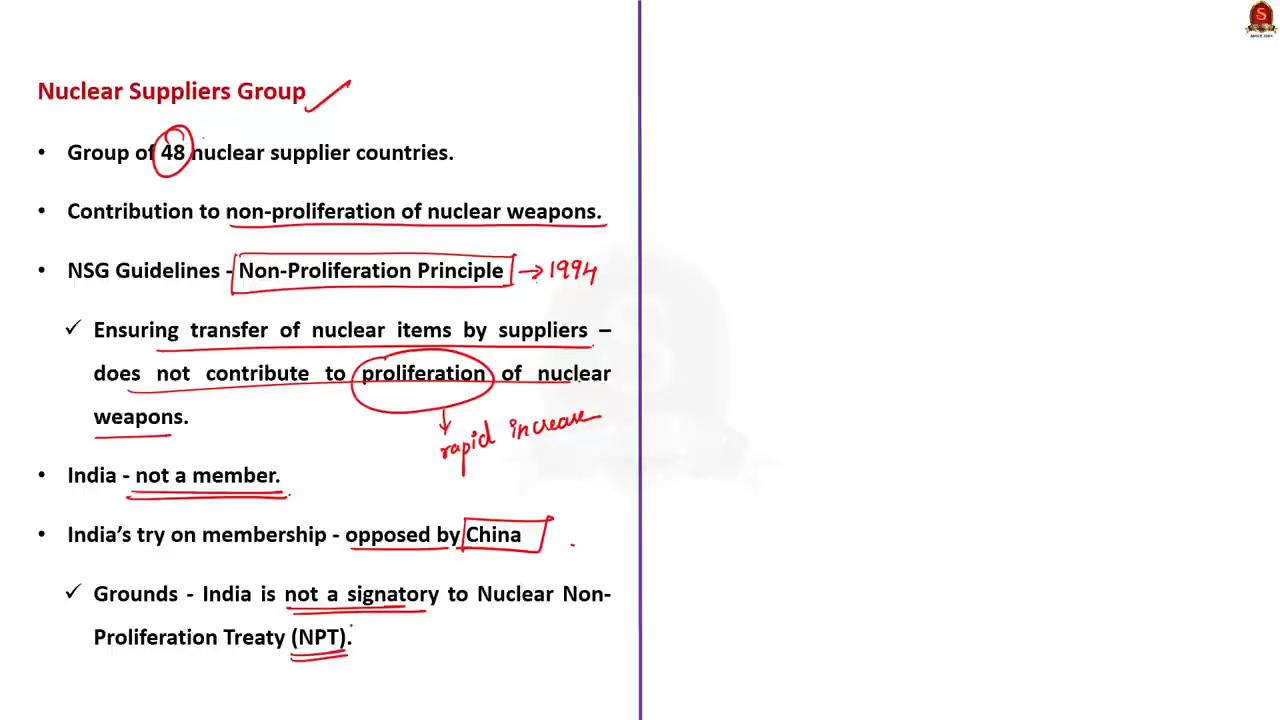 Nuclear Suppliers Group
• Group of 48 nuclear supplier countries.
• Contribution to non-proliferation of nuclear weapons.
• NSG Guidelines - Non-Proliferation Principle → 1994
✓ Ensuring transfer of nuclear items by suppliers –
does not contribute to proliferation of nuclear
weapons.
rapid increase
• India - not a member.
• India's try on membership - opposed by China
✓ Grounds - India is not a signatory to Nuclear Non-
Proliferation Treaty (NPT).
S